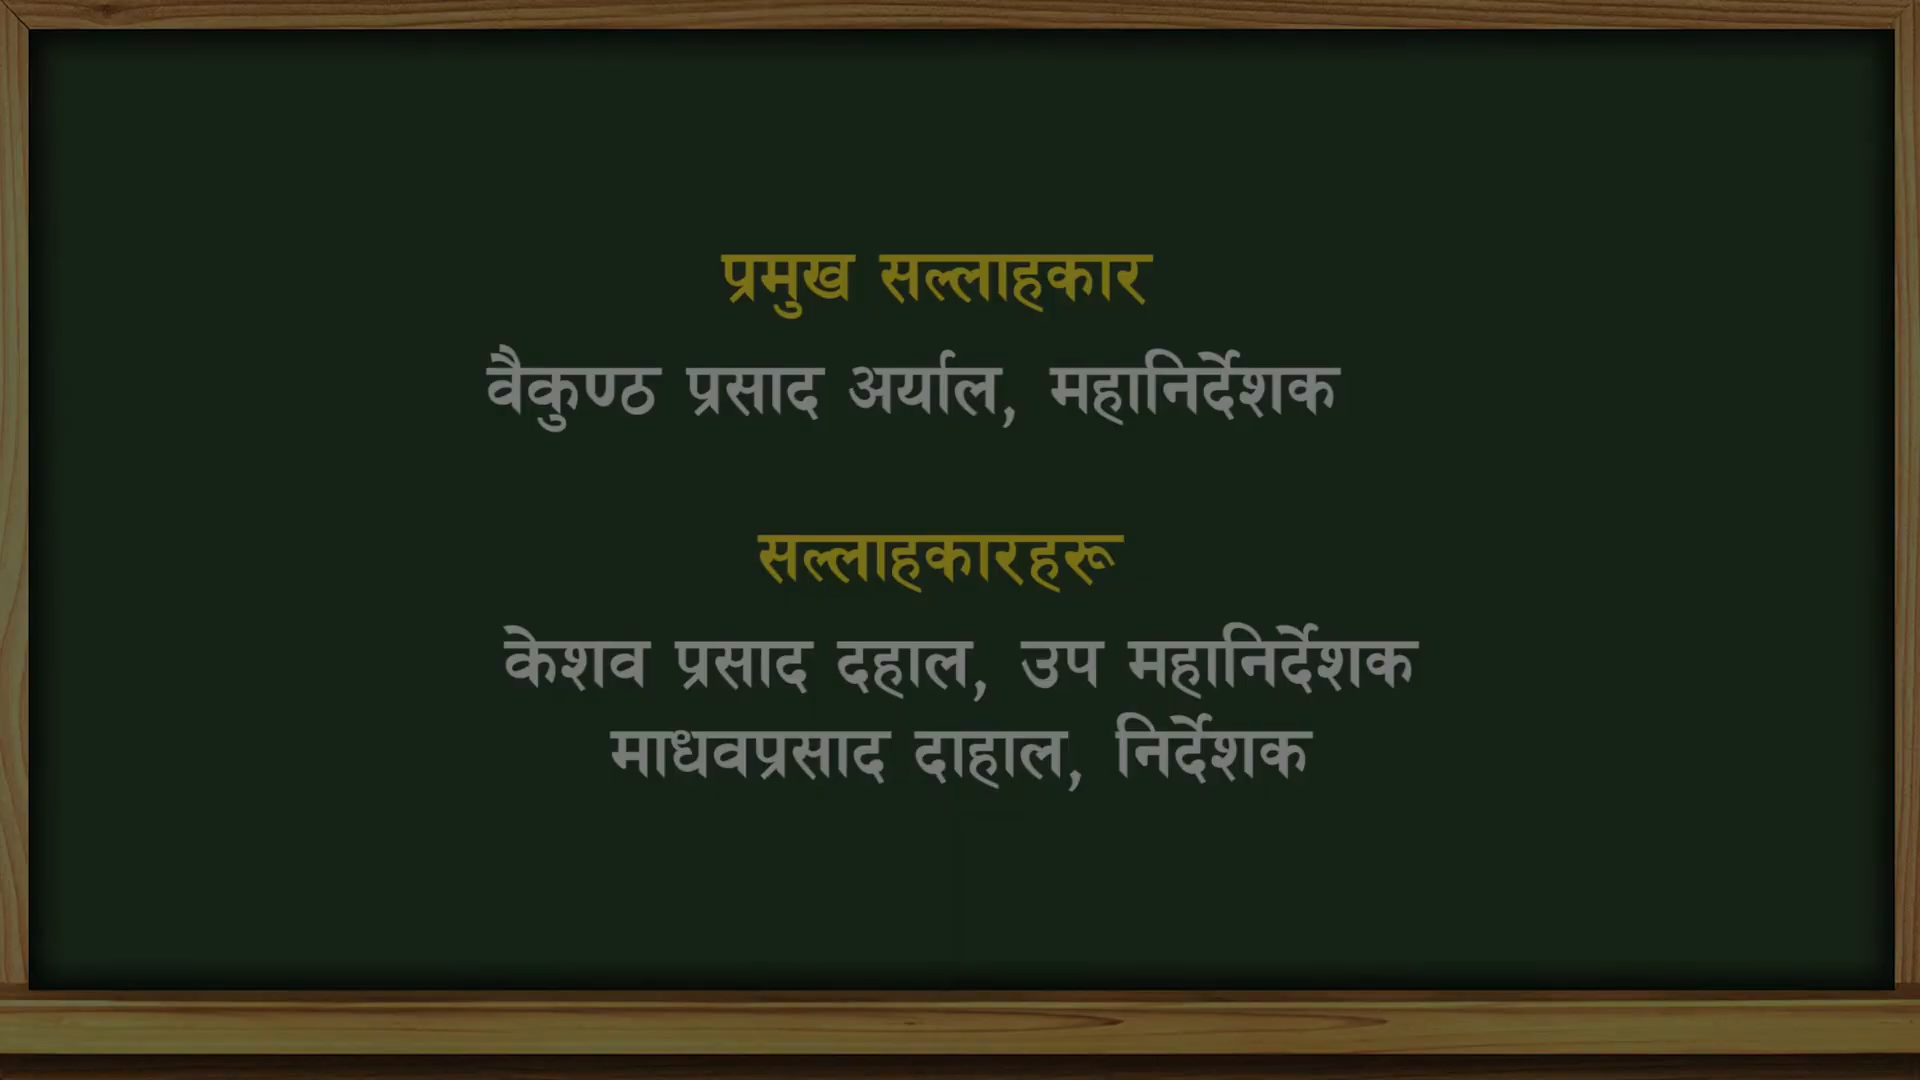 प्रमुख सल्लाहकार
वैकुण्ठ प्रसाद अर्याल, महानिर्देशक
सल्लाहकारहरू
केशव प्रसाद दहाल, उप महानिर्देशक
माधवप्रसाद दाहाल, निर्देशक